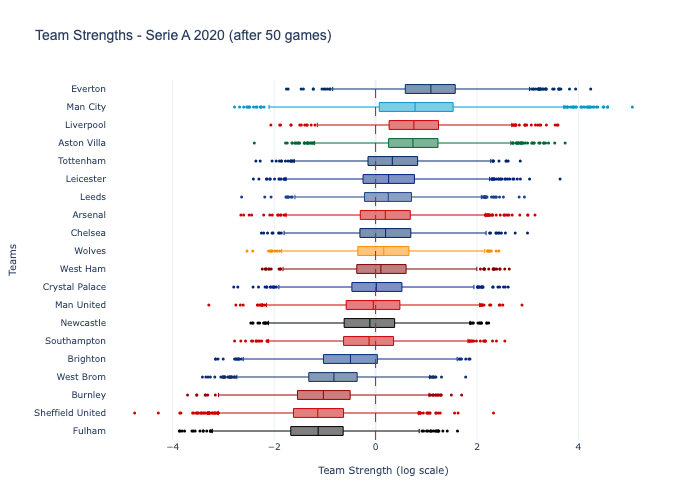 Team Strengths - Serie A 2020 (after 50 games)
Everton
Man City
Liverpool
Aston Villa
Tottenham
Leicester
Leeds
Arsenal
Chelsea
Wolves
West Ham
Crystal Palace
Man United
Newcastle
Southampton
Brighton
West Brom
Burnley
Sheffield United
Fulham
Teams
−4 −2 0 2 4
Team Strength (log scale)